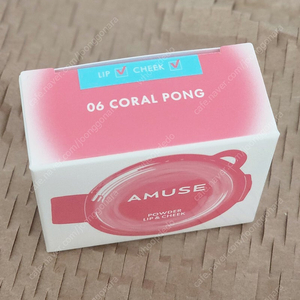 LIP ☑ CHEEK ☑
06 CORAL PONG
AMUSE
POWDER
LIP & CHEEK